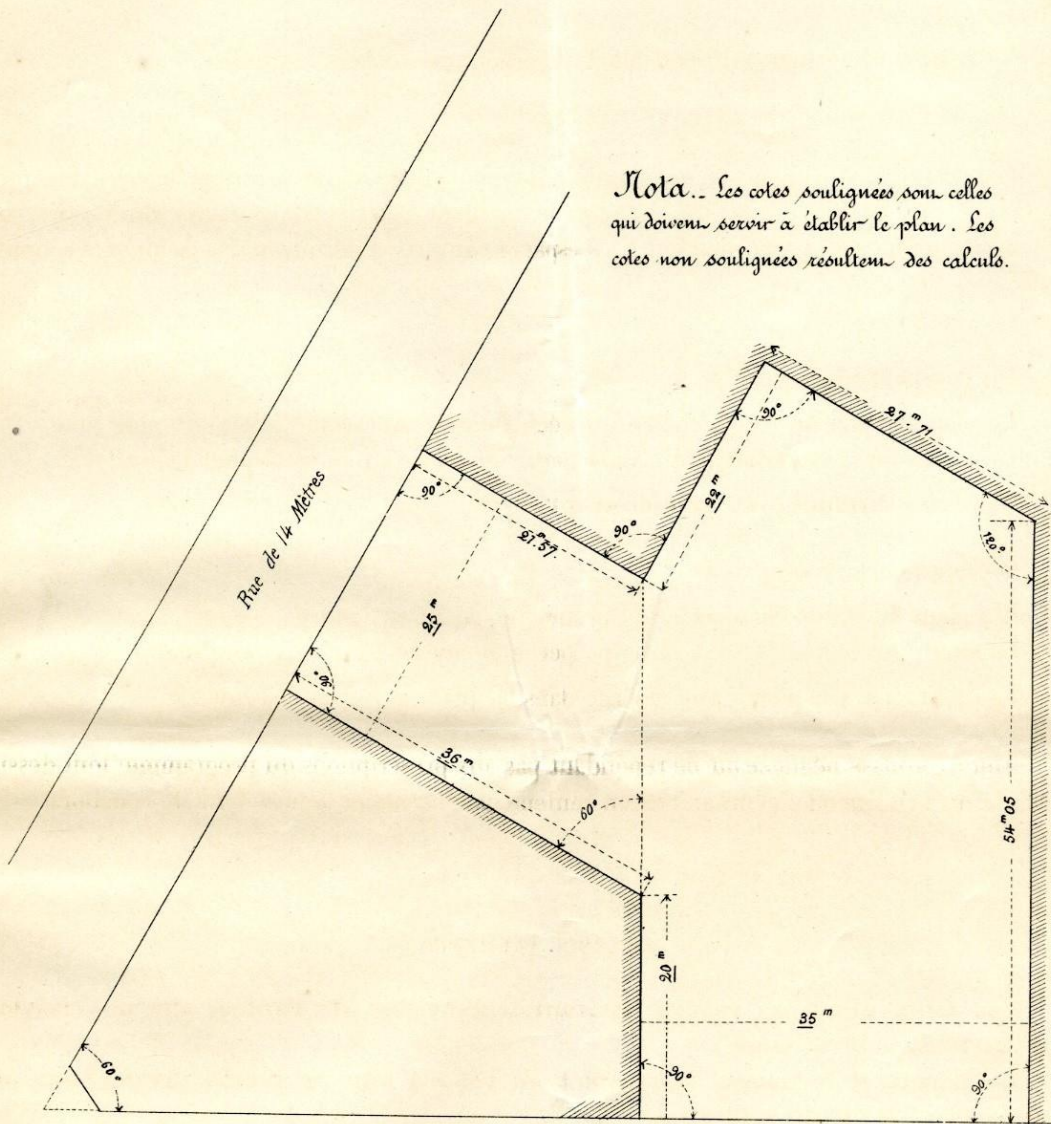 Nota.. Les cotes soulignées sont celles
qui doivent servir à établir le plan. Les
cotes non soulignées résultent des calculs.
Rue de 14 Mètres
90°
27.m71
22m
90°
90°
21.m57
120°
25m
90°
36m
60°
54m05
20m
35m
60°
90°
90°